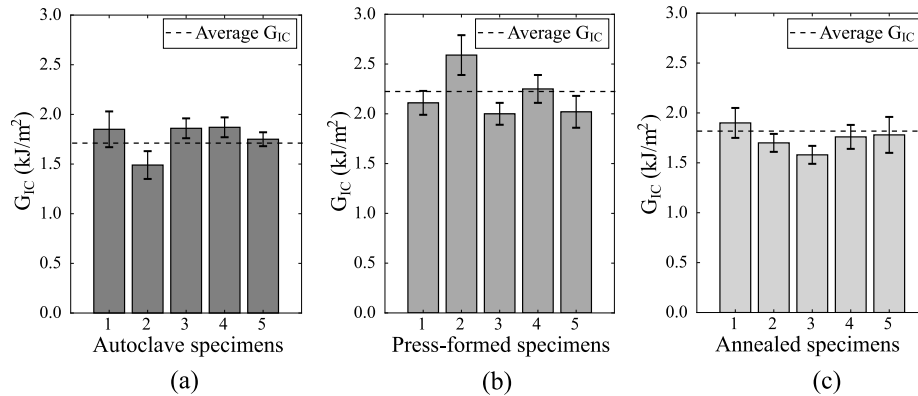 Average G_IC
3.0
2.5
2.0
1.5
1.0
0.5
0.0
G_IC (kJ/m²)
1 2 3 4 5
Autoclave specimens
(a)
Average G_IC
3.0
2.5
2.0
1.5
1.0
0.5
0.0
G_IC (kJ/m²)
1 2 3 4 5
Press-formed specimens
(b)
Average G_IC
3.0
2.5
2.0
1.5
1.0
0.5
0.0
G_IC (kJ/m²)
1 2 3 4 5
Annealed specimens
(c)